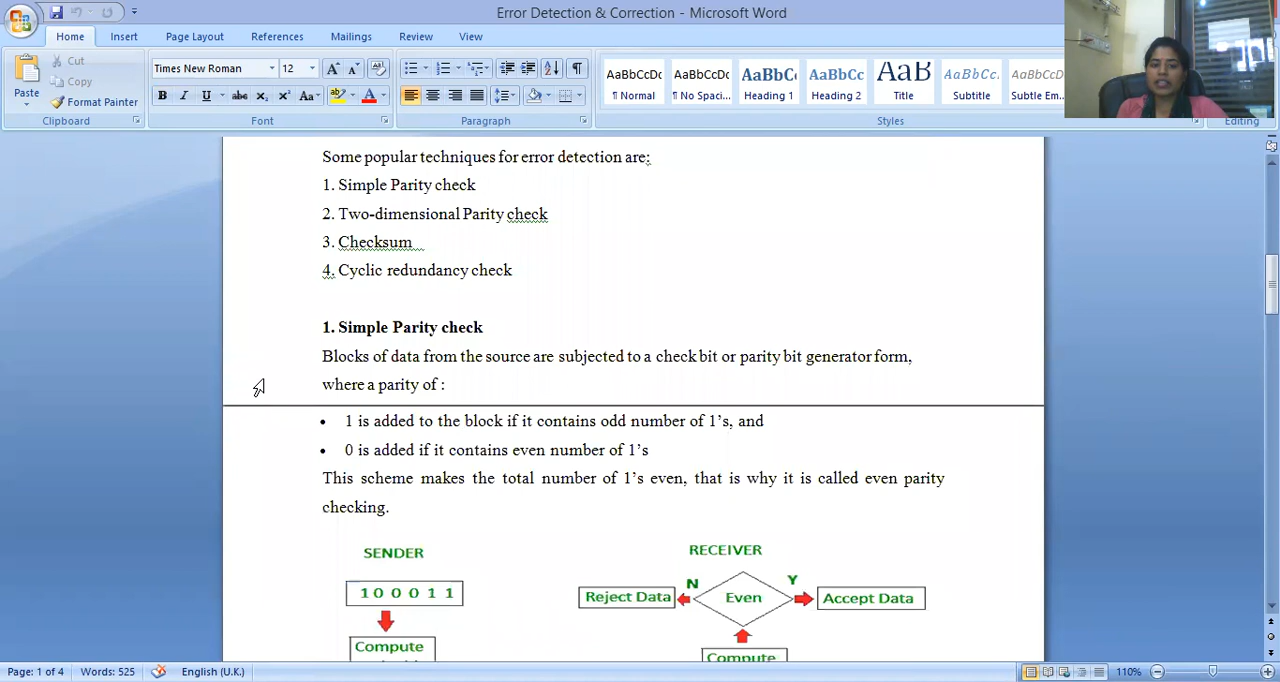 Error Detection & Correction - Microsoft Word
Home Insert Page Layout References Mailings Review View
Paste
Cut
Copy
Format Painter
Clipboard
Times New Roman 12
Font
Paragraph
AaBbCcDc AaBbCcDc AaBbC AaBbCc AaB AaBbCc. AaBbCcD
¶ Normal ¶ No Spaci... Heading 1 Heading 2 Title Subtitle Subtle Em...
Styles
Editing
Some popular techniques for error detection are:
1. Simple Parity check
2. Two-dimensional Parity check
3. Checksum
4. Cyclic redundancy check
1. Simple Parity check
Blocks of data from the source are subjected to a check bit or parity bit generator form,
where a parity of :
• 1 is added to the block if it contains odd number of 1’s, and
• 0 is added if it contains even number of 1’s
This scheme makes the total number of 1’s even, that is why it is called even parity
checking.
SENDER
1 0 0 0 1 1
Compute
RECEIVER
N Y
Reject Data
Even
Accept Data
Compute
Page: 1 of 4 Words: 525 English (U.K.) 110%